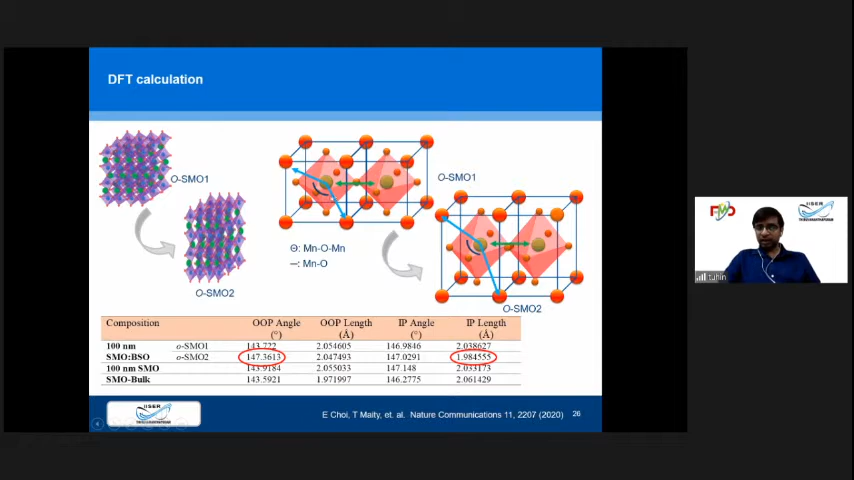 DFT calculation
O-SMO1
O-SMO2
O-SMO1
Θ: Mn-O-Mn
─: Mn-O
O-SMO2
Composition OOP Angle (°) OOP Length (Å) IP Angle (°) IP Length (Å)
100 nm o-SMO1 143.722 2.054605 146.9846 2.038627
SMO:BSO o-SMO2 147.3613 2.047493 147.0291 1.984555
100 nm SMO 143.9184 2.055033 147.148 2.033173
SMO-Bulk 143.5921 1.971997 146.2775 2.061429
IISER
E Choi, T Maity, et. al. Nature Communications 11, 2207 (2020) 26
IISER
tuhin